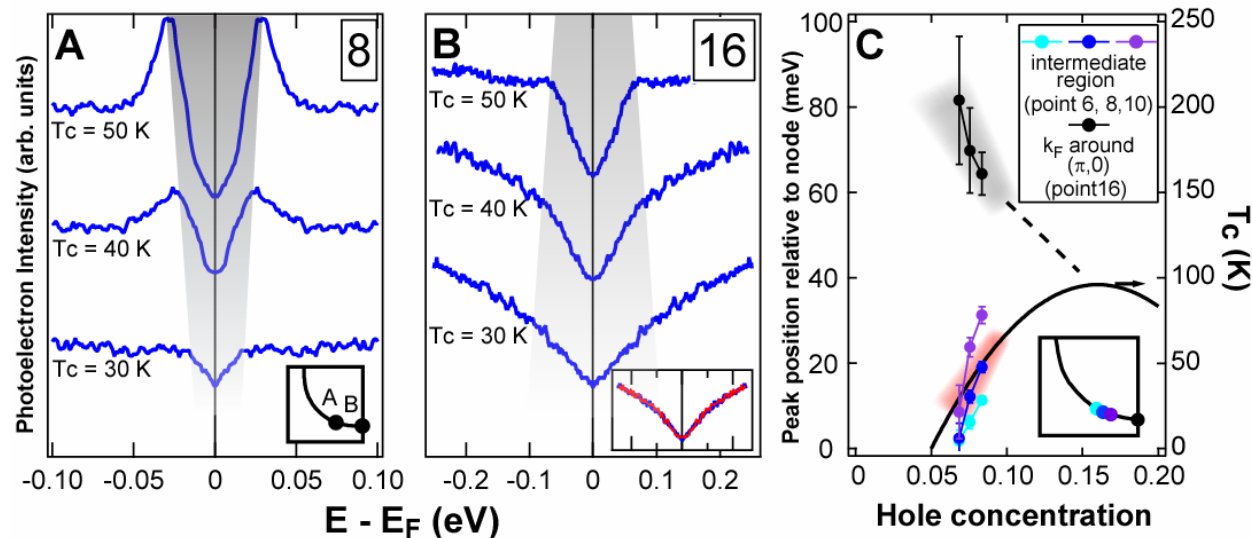 A
8
Tc = 50 K
Tc = 40 K
Tc = 30 K
A
B
Photoelectron Intensity (arb. units)
-0.10
-0.05
0
0.05
0.10
B
16
Tc = 50 K
Tc = 40 K
Tc = 30 K
-0.2
-0.1
0
0.1
0.2
E - EF (eV)
C
intermediate
region
(point 6, 8,10)
kF around
(π,0)
(point16)
Peak position relative to node (meV)
100
80
60
40
20
0
250
200
150
100
50
0
Tc (K)
0
0.05
0.10
0.15
0.20
Hole concentration